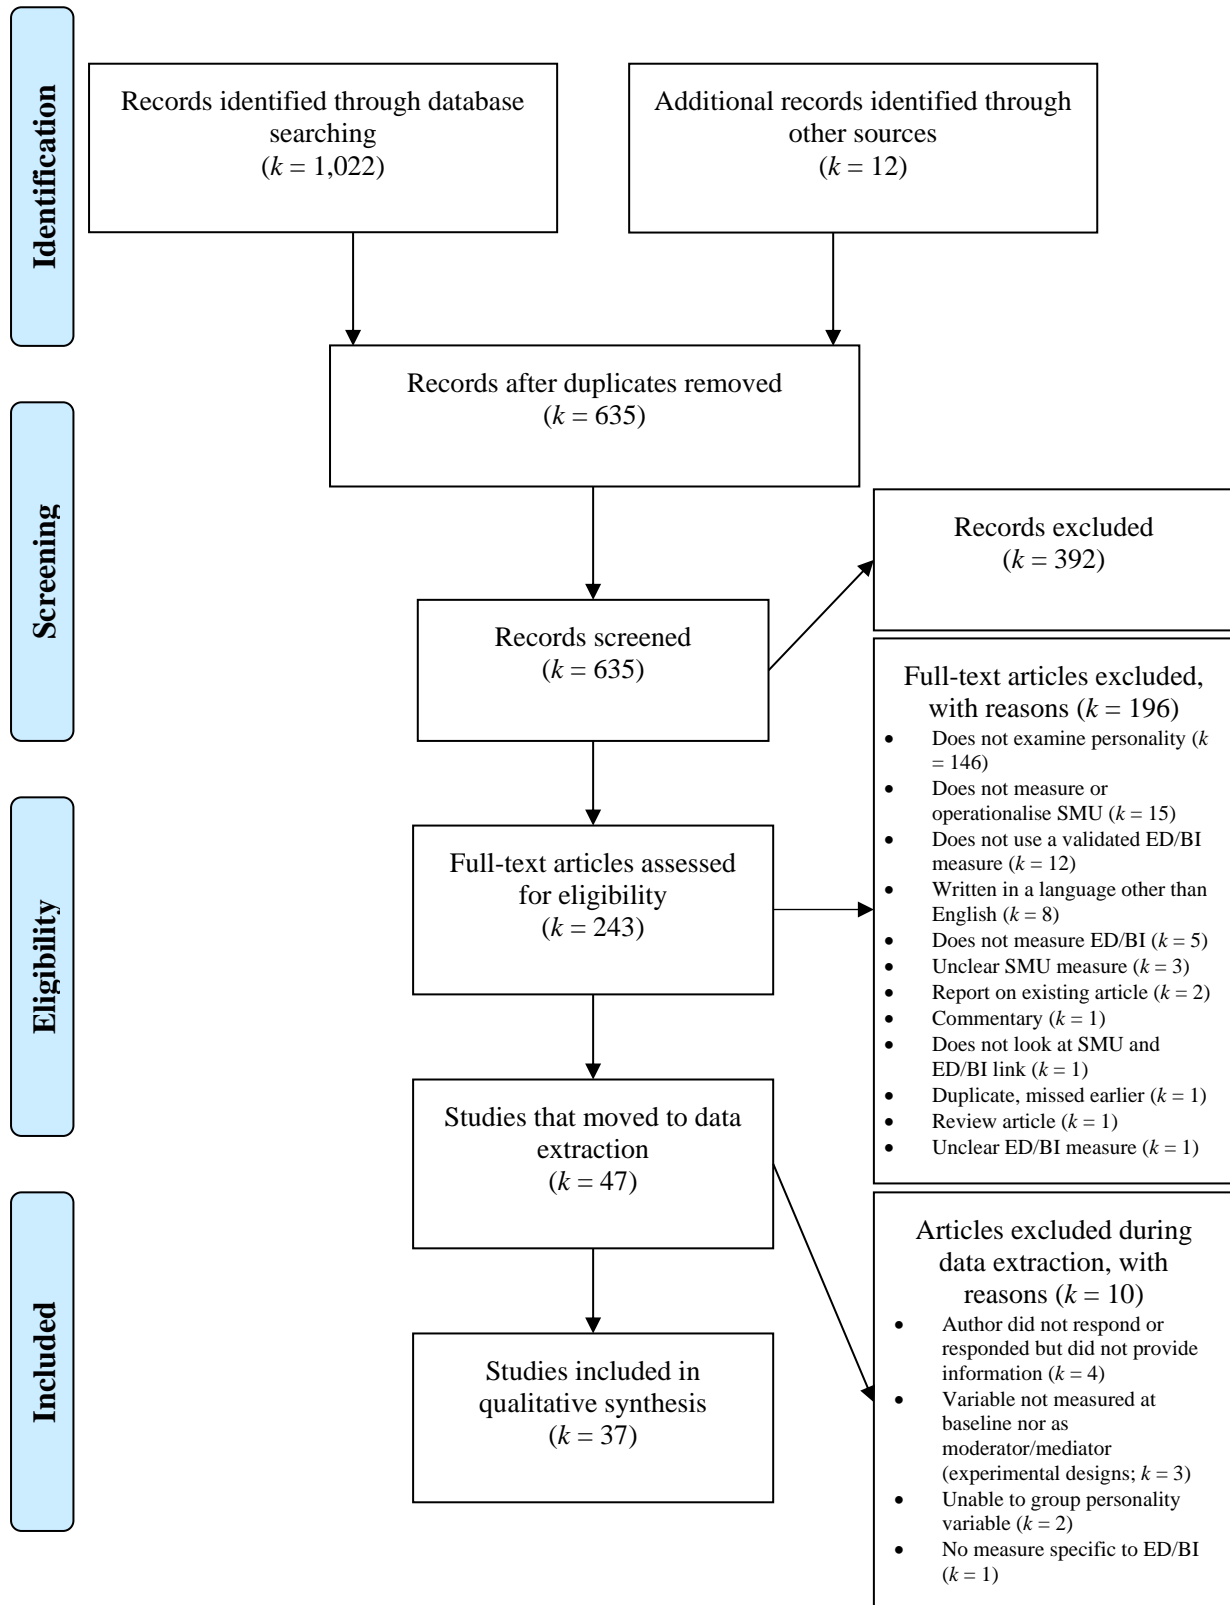 Identification
Records identified through database
searching
(k = 1,022)
Additional records identified through
other sources
(k = 12)
Records after duplicates removed
(k = 635)
Screening
Records excluded
(k = 392)
Records screened
(k = 635)
Full-text articles excluded,
with reasons (k = 196)
• Does not examine personality (k
= 146)
• Does not measure or
operationalise SMU (k = 15)
• Does not use a validated ED/BI
measure (k = 12)
• Written in a language other than
English (k = 8)
• Does not measure ED/BI (k = 5)
• Unclear SMU measure (k = 3)
• Report on existing article (k = 2)
• Commentary (k = 1)
• Does not look at SMU and
ED/BI link (k = 1)
• Duplicate, missed earlier (k = 1)
• Review article (k = 1)
• Unclear ED/BI measure (k = 1)
Eligibility
Full-text articles assessed
for eligibility
(k = 243)
Studies that moved to data
extraction
(k = 47)
Articles excluded during
data extraction, with
reasons (k = 10)
• Author did not respond or
responded but did not provide
information (k = 4)
• Variable not measured at
baseline nor as
moderator/mediator
(experimental designs; k = 3)
• Unable to group personality
variable (k = 2)
• No measure specific to ED/BI
(k = 1)
Included
Studies included in
qualitative synthesis
(k = 37)